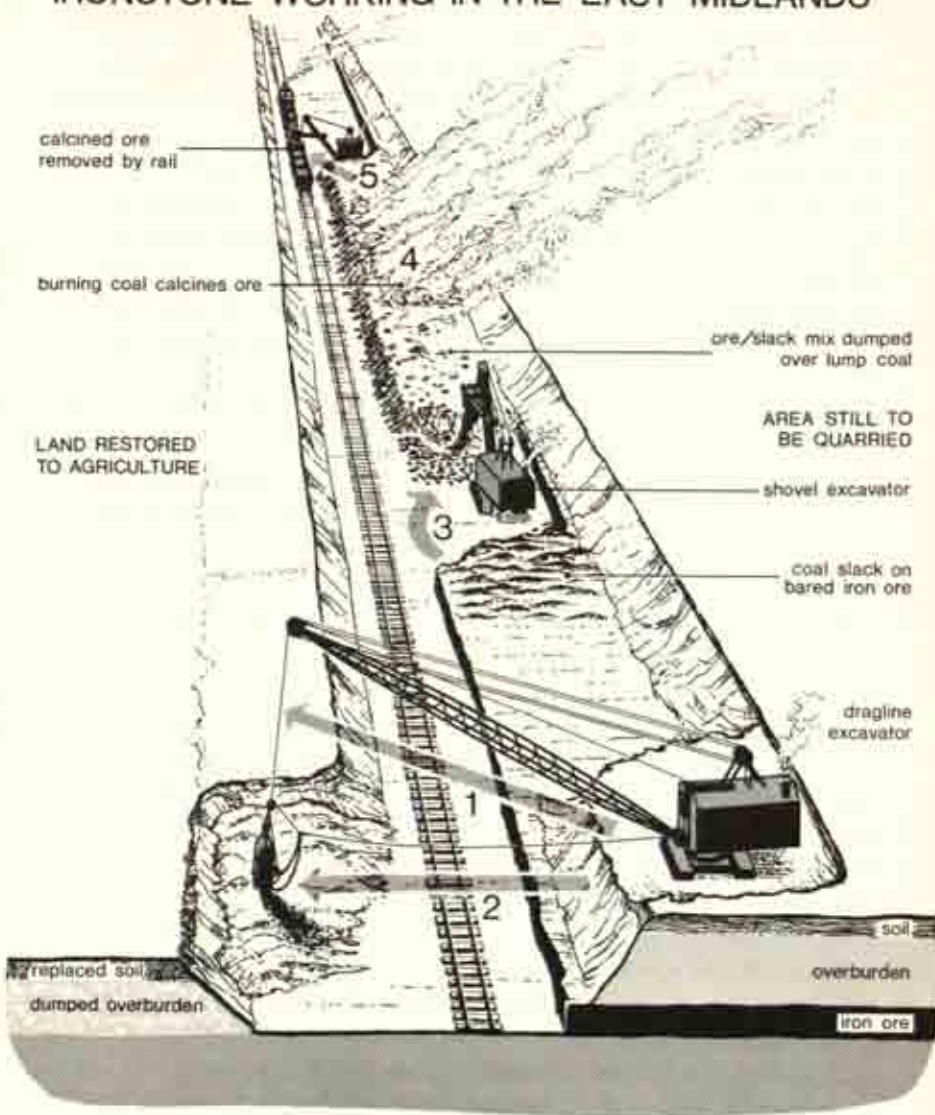 IRONSTONE WORKING IN THE EAST MIDLANDS
calcined ore
removed by rail
5
4
burning coal calcines ore
ore/slack mix dumped
over lump coal
LAND RESTORED
TO AGRICULTURE
AREA STILL TO
BE QUARRIED
shovel excavator
3
coal slack on
bared iron ore
dragline
excavator
1
2
soil
replaced soil
overburden
dumped overburden
iron ore